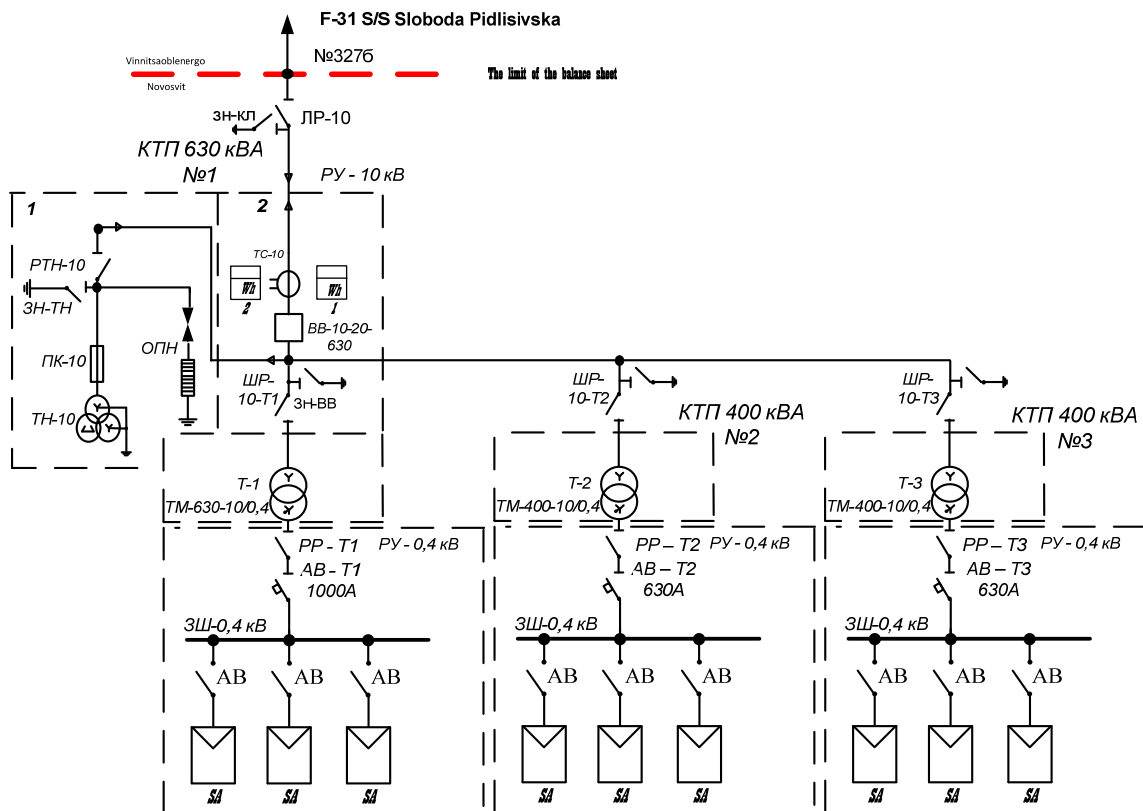 F-31 S/S Sloboda Pidlisivska
№327б
Vinnitsaoblenergo
Novosvit
The limit of the balance sheet
ЗН-КЛ
ЛР-10
КТП 630 кВА
№1
РУ - 10 кВ
1
2
ТС-10
РТН-10
Wh
2
Wh
1
ЗН-ТН
ВВ-10-20-
630
ОПН
ПК-10
ШР-
10-Т1
ЗН-ВВ
ШР-
10-Т2
ШР-
10-Т3
ТН-10
КТП 400 кВА
№2
КТП 400 кВА
№3
Т-1
ТМ-630-10/0,4
Т-2
ТМ-400-10/0,4
Т-3
ТМ-400-10/0,4
РР - Т1
РУ - 0,4 кВ
АВ - Т1
1000А
РР – Т2
РУ - 0,4 кВ
АВ – Т2
630А
РР – Т3
РУ - 0,4 кВ
АВ – Т3
630А
ЗШ-0,4 кВ
ЗШ-0,4 кВ
ЗШ-0,4 кВ
АВ
АВ
АВ
АВ
АВ
АВ
АВ
АВ
АВ
SA
SA
SA
SA
SA
SA
SA
SA
SA